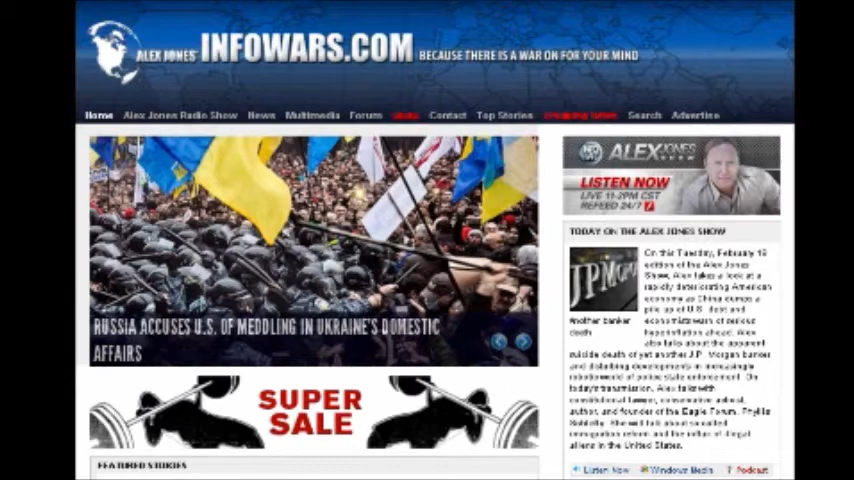 ALEX JONES' INFOWARS.COM BECAUSE THERE IS A WAR ON FOR YOUR MIND
Home Alex Jones Radio Show News Multimedia Forum Contact Top Stories Search Advertise
RUSSIA ACCUSES U.S. OF MEDDLING IN UKRAINE'S DOMESTIC
AFFAIRS
SUPER
SALE
FEATURED STORIES
ALEX JONES
SHOW
LISTEN NOW
LIVE 11-2PM CST
REFEED 24/7
TODAY ON THE ALEX JONES SHOW
JPMORG
Another banker
death
On this Tuesday, February 18
edition of the Alex Jones
Show, Alex takes a look at a
rapidly deteriorating American
economy as China dumps a
pile up of U.S. debt and
economists warn of serious
hyperinflation ahead. Alex
also talks about the apparent
suicide death of yet another J.P. Morgan banker
and disturbing developments in increasingly
robotic world of police state enforcement. On
today's transmission, Alex talks with
constitutional lawyer, conservative activist,
author, and founder of the Eagle Forum, Phyllis
Schlafly. She will talk about so-called
immigration reform and the influx of illegal
aliens in the United States.
Listen Now Windows Media Podcast